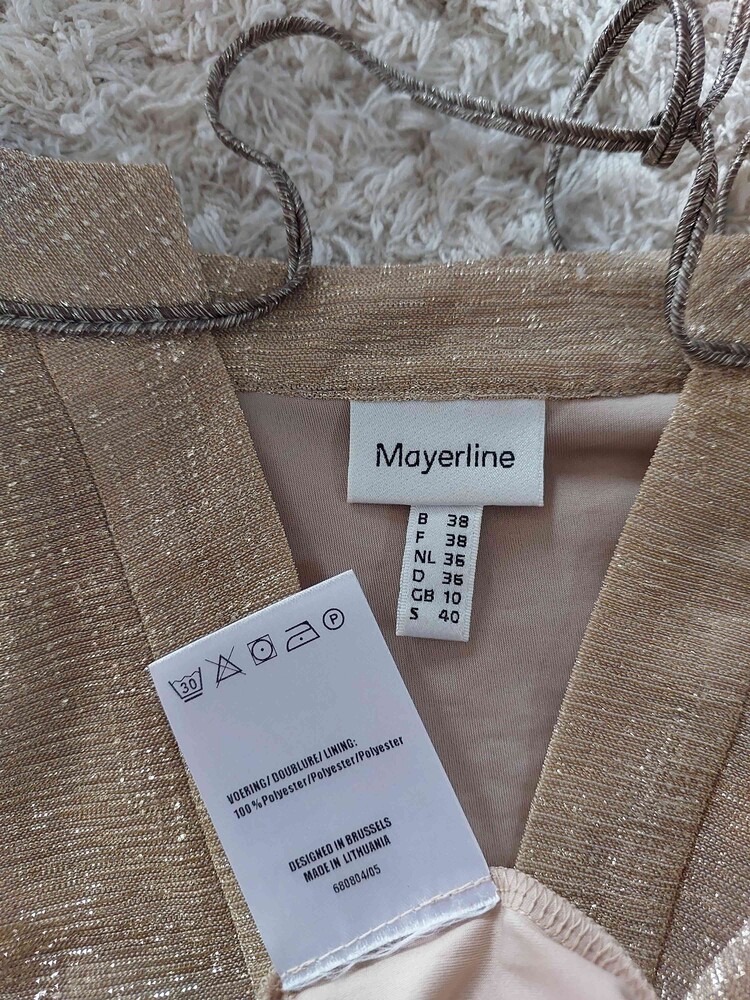 Mayerline
B 38
F 38
NL 36
D 36
GB 10
S 40
30 P
VOERING/ DOUBLURE/ LINING:
100 % Polyester/Polyester/Polyester
DESIGNED IN BRUSSELS
MADE IN LITHUANIA
680804/05